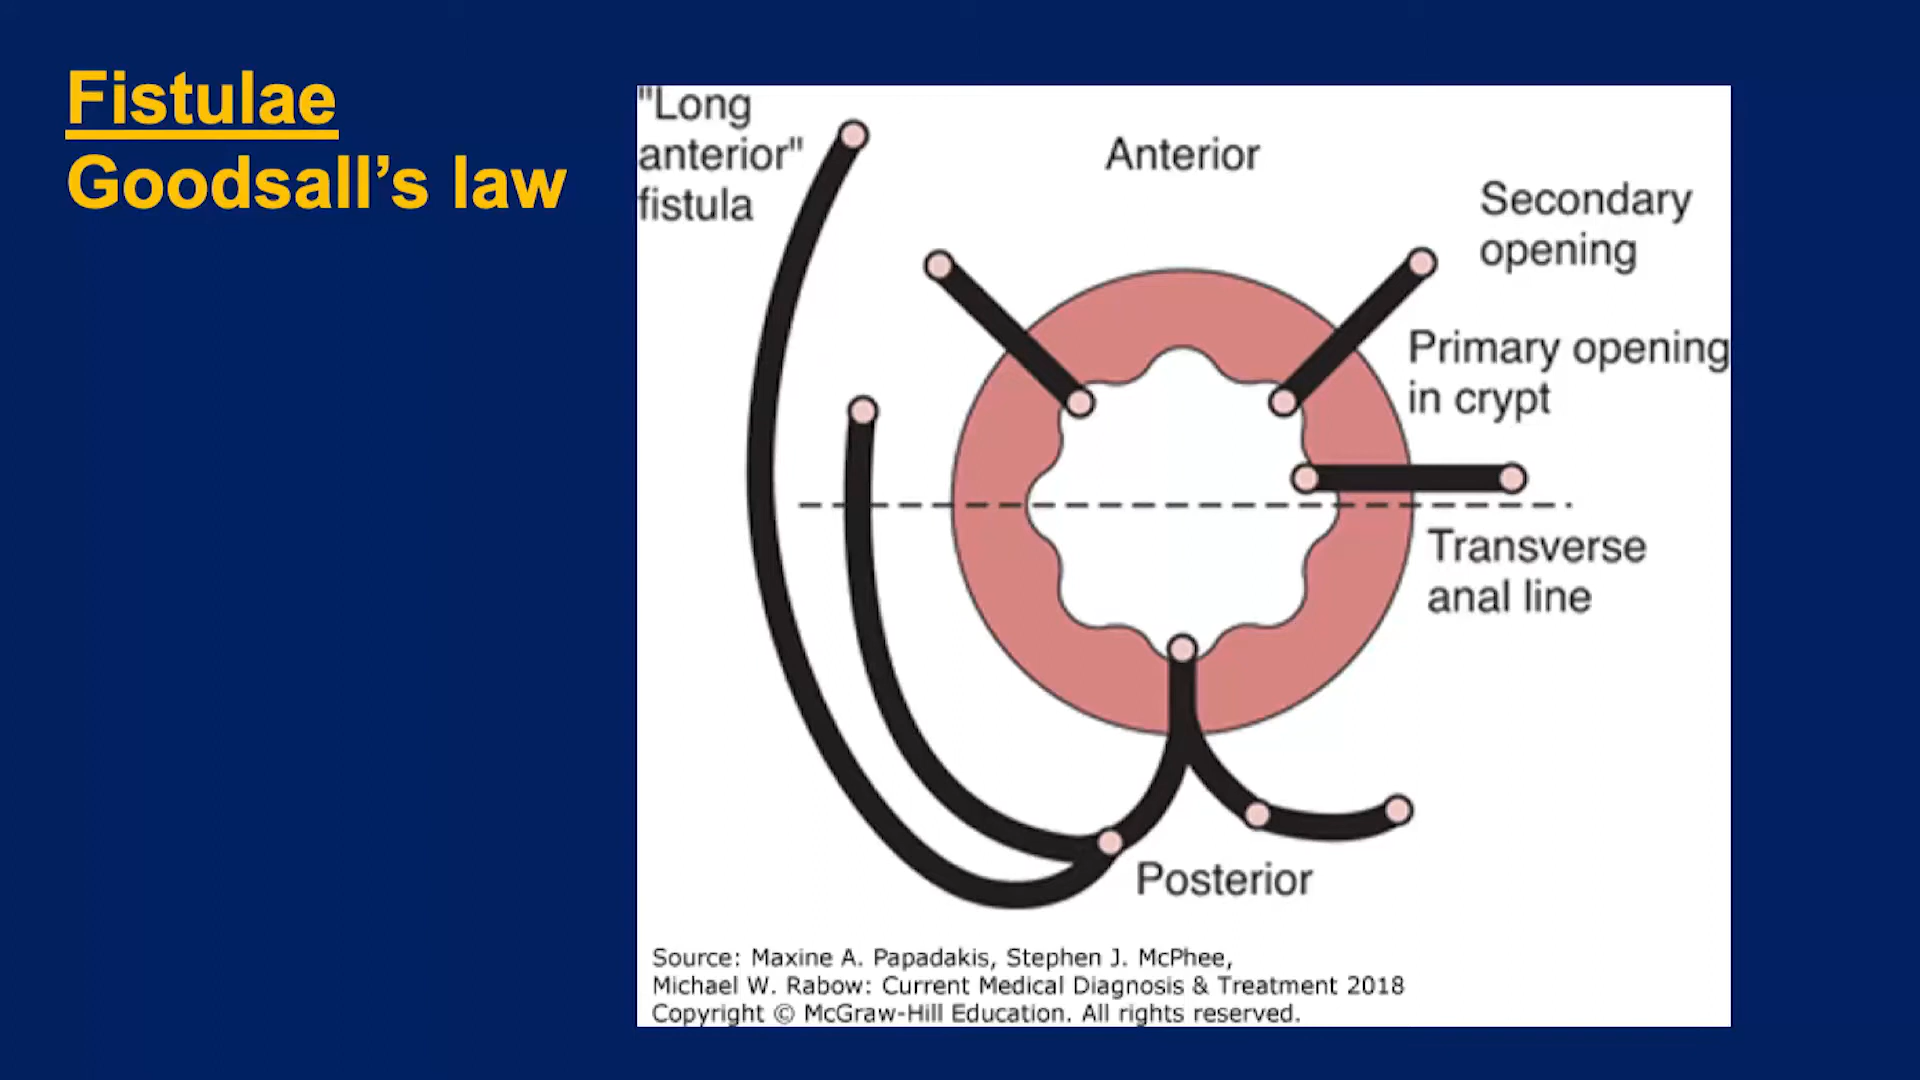 Fistulae
Goodsall’s law
"Long
anterior"
fistula
Anterior
Secondary
opening
Primary opening
in crypt
Transverse
anal line
Posterior
Source: Maxine A. Papadakis, Stephen J. McPhee,
Michael W. Rabow: Current Medical Diagnosis & Treatment 2018
Copyright © McGraw-Hill Education. All rights reserved.